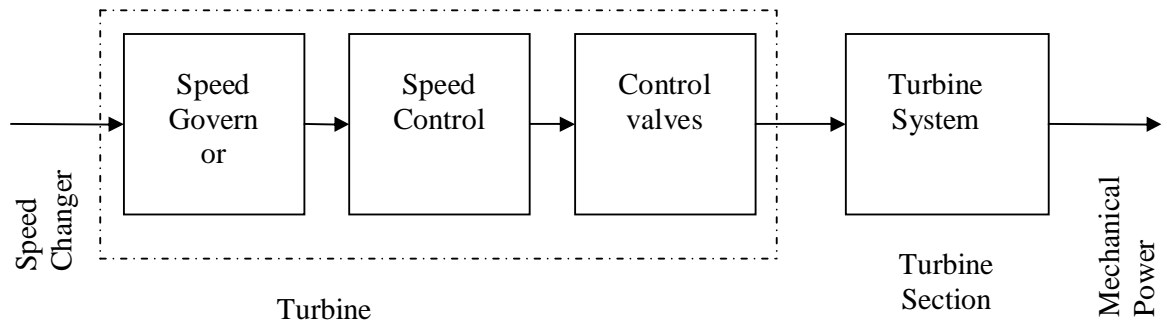 Speed
Govern
or
Speed
Control
Control
valves
Turbine
System
Speed
Changer
Turbine
Turbine
Section
Mechanical
Power